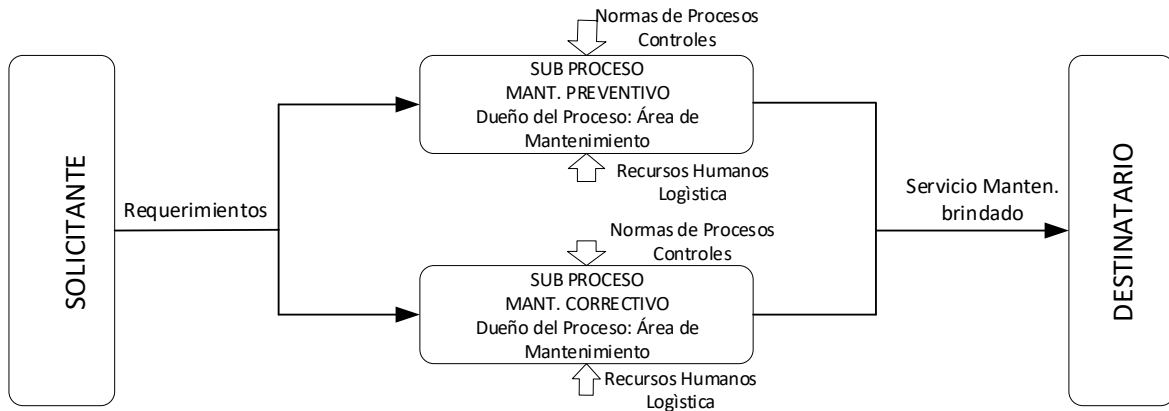 SOLICITANTE
Requerimientos
Normas de Procesos
Controles
SUB PROCESO
MANT. PREVENTIVO
Dueño del Proceso: Área de
Mantenimiento
Recursos Humanos
Logìstica
Normas de Procesos
Controles
SUB PROCESO
MANT. CORRECTIVO
Dueño del Proceso: Área de
Mantenimiento
Recursos Humanos
Logìstica
Servicio Manten.
brindado
DESTINATARIO